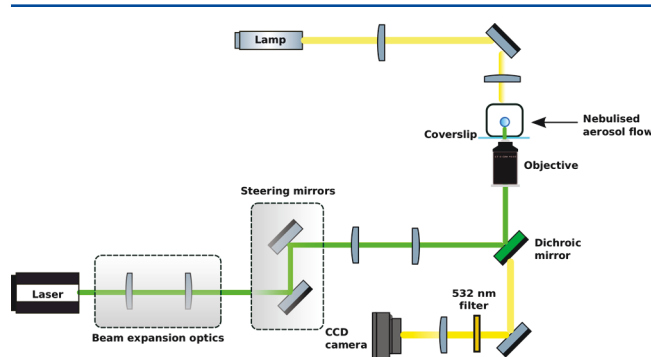 Lamp
Nebulised
aerosol flow
Coverslip
Objective
Steering mirrors
Dichroic
mirror
Laser
532 nm
filter
CCD
camera
Beam expansion optics